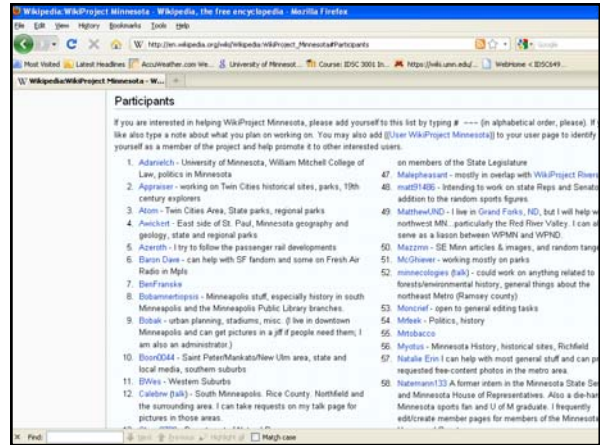 Wikipedia:WikiProject Minnesota - Wikipedia, the free encyclopedia - Mozilla Firefox
File Edit View History Bookmarks Tools Help
W http://en.wikipedia.org/wiki/Wikipedia:WikiProject_Minnesota#Participants
Most Visited Latest Headlines AccuWeather.com We... University of Minnesot... Course: IDSC 3001 In... https://wiki.umn.edu/... WebHome < IDSC649...
W Wikipedia:WikiProject Minnesota - W...
Participants
If you are interested in helping WikiProject Minnesota, please add yourself to this list by typing # ~~~ (in alphabetical order, please). If
like also type a note about what you plan on working on. You may also add {{User WikiProject Minnesota}} to your user page to identify
yourself as a member of the project and help promote it to other interested users.
1. Adanelch - University of Minnesota, William Mitchell College of
Law, politics in Minnesota
2. Appraiser - working on Twin Cities historical sites, parks, 19th
century explorers
3. Atom - Twin Cities Area, State parks, regional parks
4. Awickert - East side of St. Paul, Minnesota geography and
geology, state and regional parks
5. Azeroth - I try to follow the passenger rail developments
6. Baron Dave - can help with SF fandom and some on Fresh Air
Radio in Mpls
7. BenFranske
8. Bobamnertiopsis - Minneapolis stuff, especially history in south
Minneapolis and the Minneapolis Public Library branches.
9. Bobak - urban planning, stadiums, misc. (I live in downtown
Minneapolis and can get pictures in a jiff if people need them; I
am also an administrator.)
10. Boon0044 - Saint Peter/Mankato/New Ulm area, state and
local media, southern suburbs
11. BWes - Western Suburbs
12. Calebrw (talk) - South Minneapolis. Rice County. Northfield and
the surrounding area. I can take requests on my talk page for
pictures in those areas.
on members of the State Legislature
47. Malepheasant - mostly in overlap with WikiProject Rivers
48. matt91486 - Intending to work on state Reps and Senato
addition to the random sports figures
49. MatthewUND - I live in Grand Forks, ND, but I will help w
northwest MN...particularly the Red River Valley. I can al
serve as a liason between WPMN and WPND.
50. Mazzmn - SE Minn articles & images, and random tange
51. McGhiever - working mostly on parks
52. minnecologies (talk) - could work on anything related to
forests/environmental history, general things about the
northeast Metro (Ramsey county)
53. Moncrief - open to general editing tasks
54. Mrleek - Politics, history
55. Mrtobacco
56. Myotus - Minnesota History, historical sites, Richfield
57. Natalie Erin I can help with most general stuff and can pr
requested free-content photos in the metro area.
58. Natemann133 A former intern in the Minnesota State Se
and Minnesota House of Representatives. Also a die-har
Minnesota sports fan and U of M graduate. I frequently
edit/create member pages for members of the Minnesota
Find: Next Previous Highlight all Match case